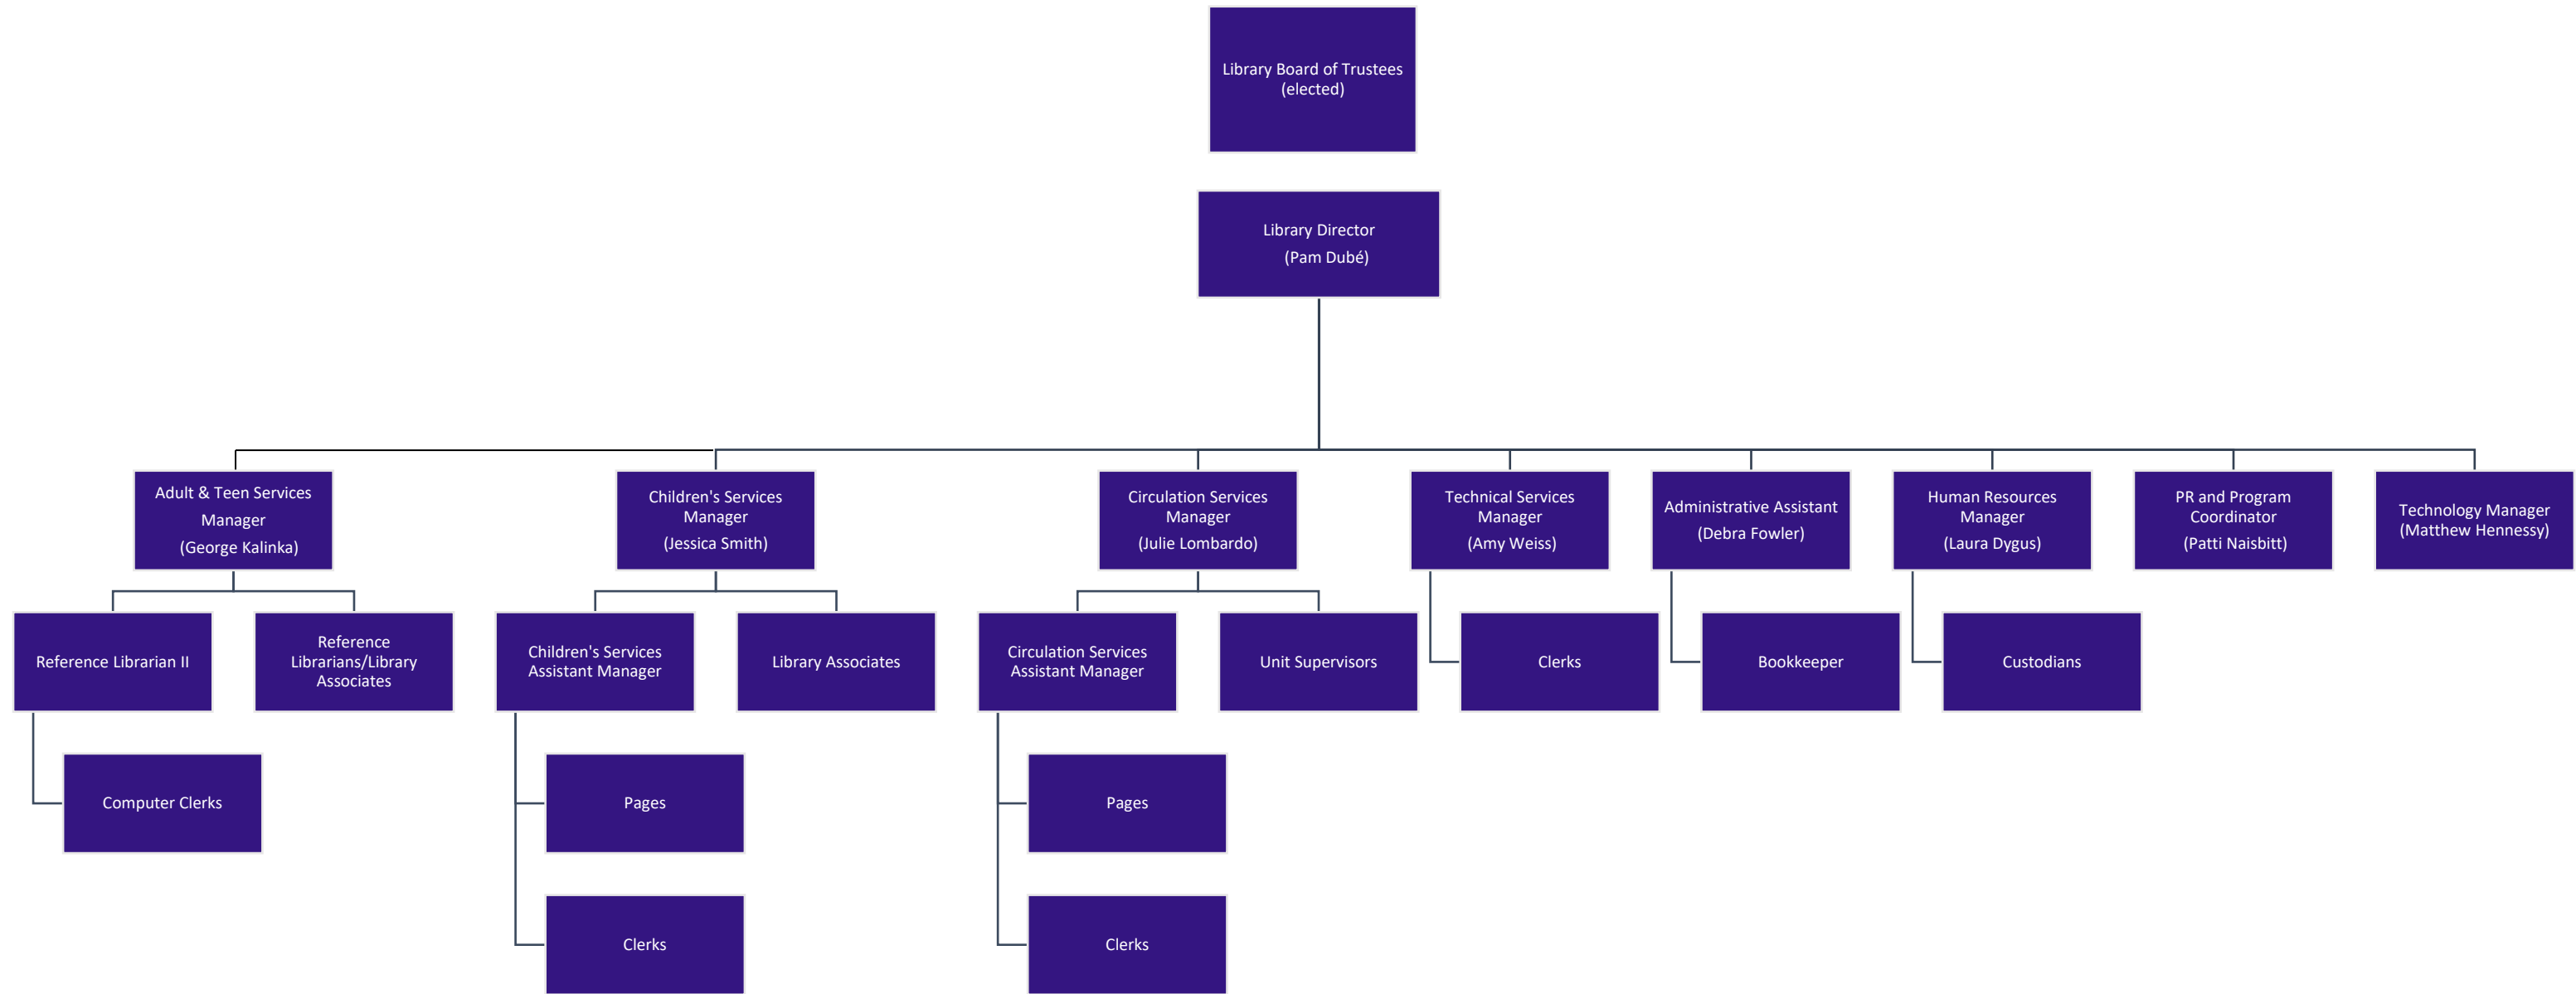 Library Board of Trustees
(elected)
Library Director
(Pam Dubé)
Adult & Teen Services
Manager
(George Kalinka)
Children's Services
Manager
(Jessica Smith)
Circulation Services
Manager
(Julie Lombardo)
Technical Services
Manager
(Amy Weiss)
Administrative Assistant
(Debra Fowler)
Human Resources
Manager
(Laura Dygus)
PR and Program
Coordinator
(Patti Naisbitt)
Technology Manager
(Matthew Hennessy)
Reference Librarian II
Reference
Librarians/Library
Associates
Children's Services
Assistant Manager
Library Associates
Circulation Services
Assistant Manager
Unit Supervisors
Clerks
Bookkeeper
Custodians
Computer Clerks
Pages
Pages
Clerks
Clerks